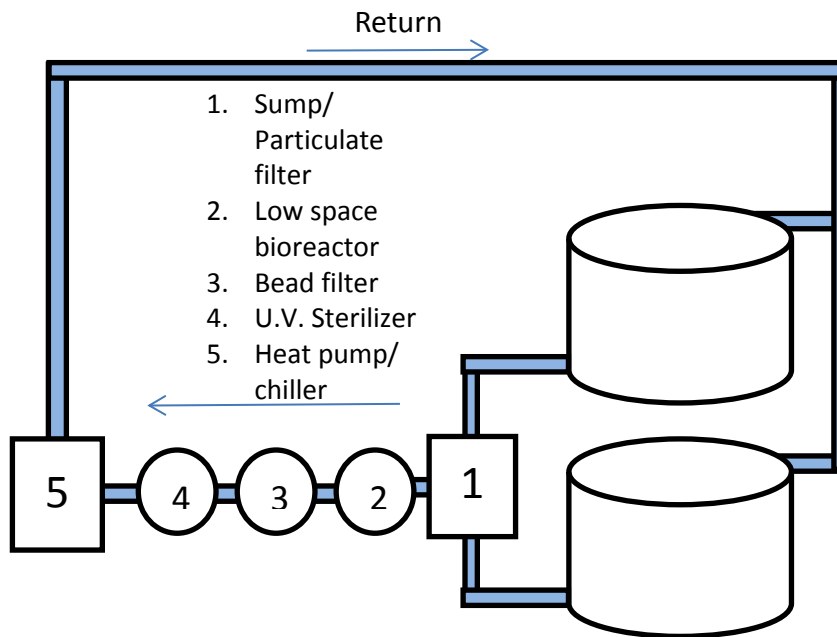 Return
1. Sump/
Particulate
filter
2. Low space
bioreactor
3. Bead filter
4. U.V. Sterilizer
5. Heat pump/
chiller
5
4
3
2
1